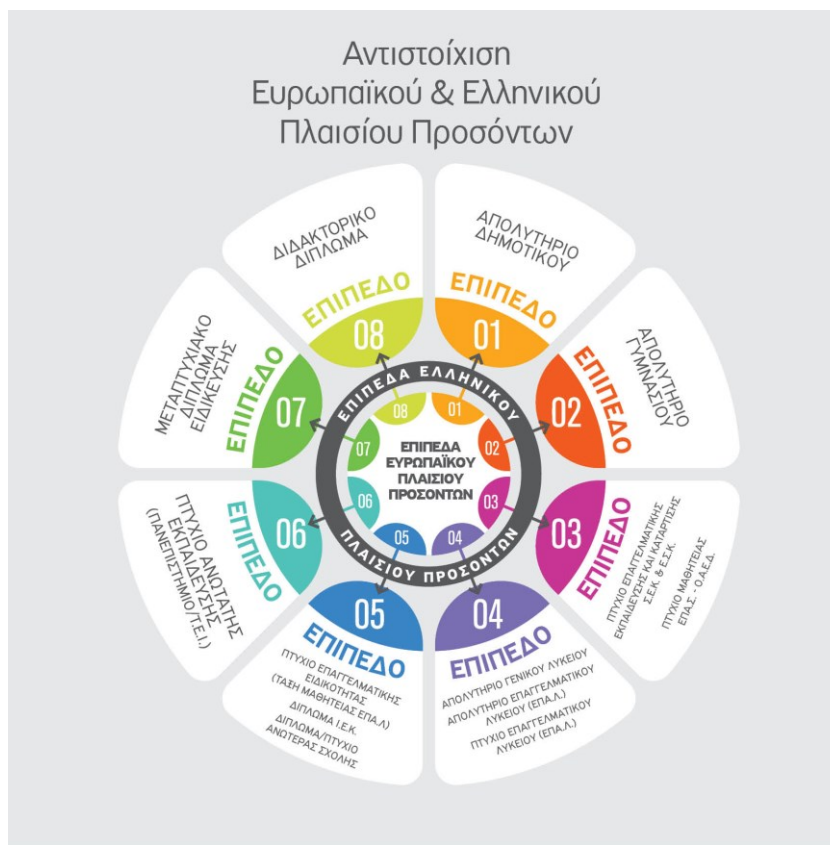 Αντιστοίχιση
Ευρωπαϊκού & Ελληνικού
Πλαισίου Προσόντων
ΑΠΟΛΥΤΗΡΙΟ
ΔΗΜΟΤΙΚΟΥ
ΕΠΙΠΕΔΟ
01
ΑΠΟΛΥΤΗΡΙΟ
ΓΥΜΝΑΣΙΟΥ
ΕΠΙΠΕΔΟ
02
ΠΤΥΧΙΟ ΕΠΑΓΓΕΛΜΑΤΙΚΗΣ
ΕΚΠΑΙΔΕΥΣΗΣ ΚΑΙ ΚΑΤΑΡΤΙΣΗΣ
Σ.Ε.Κ. & Ε.Σ.Κ.
ΠΤΥΧΙΟ ΜΑΘΗΤΕΙΑΣ
ΕΠΑ.Σ. - Ο.Α.Ε.Δ.
ΕΠΙΠΕΔΟ
03
04
ΕΠΙΠΕΔΟ
ΑΠΟΛΥΤΗΡΙΟ ΓΕΝΙΚΟΥ ΛΥΚΕΙΟΥ
ΑΠΟΛΥΤΗΡΙΟ ΕΠΑΓΓΕΛΜΑΤΙΚΟΥ
ΛΥΚΕΙΟΥ (ΕΠΑ.Λ.)
ΠΤΥΧΙΟ ΕΠΑΓΓΕΛΜΑΤΙΚΟΥ
ΛΥΚΕΙΟΥ (ΕΠΑ.Λ.)
05
ΕΠΙΠΕΔΟ
ΠΤΥΧΙΟ ΕΠΑΓΓΕΛΜΑΤΙΚΗΣ
ΕΙΔΙΚΟΤΗΤΑΣ
(ΤΑΞΗ ΜΑΘΗΤΕΙΑΣ ΕΠΑ.Λ)
ΔΙΠΛΩΜΑ Ι.Ε.Κ.
ΔΙΠΛΩΜΑ/ΠΤΥΧΙΟ
ΑΝΩΤΕΡΑΣ ΣΧΟΛΗΣ
ΠΤΥΧΙΟ ΑΝΩΤΑΤΗΣ
ΕΚΠΑΙΔΕΥΣΗΣ
(ΠΑΝΕΠΙΣΤΗΜΙΟ/Τ.Ε.Ι.)
ΕΠΙΠΕΔΟ
06
ΜΕΤΑΠΤΥΧΙΑΚΟ
ΔΙΠΛΩΜΑ
ΕΙΔΙΚΕΥΣΗΣ
ΕΠΙΠΕΔΟ
07
ΔΙΔΑΚΤΟΡΙΚΟ
ΔΙΠΛΩΜΑ
ΕΠΙΠΕΔΟ
08
ΕΠΙΠΕΔΑ ΕΛΛΗΝΙΚΟΥ
ΠΛΑΙΣΙΟΥ ΠΡΟΣΟΝΤΩΝ
01
02
03
04
05
06
07
08
ΕΠΙΠΕΔΑ
ΕΥΡΩΠΑΪΚΟΥ
ΠΛΑΙΣΙΟΥ
ΠΡΟΣΟΝΤΩΝ